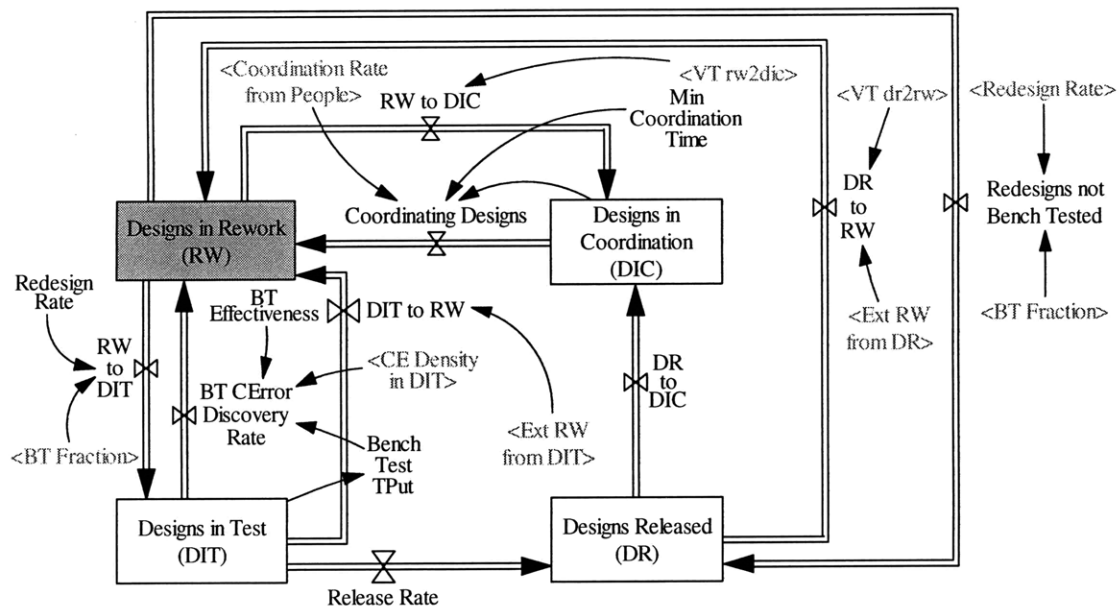 <Coordination Rate
from People>
RW to DIC
<VT rw2dic>
Min
Coordination
Time
<VT dr2rw>
<Redesign Rate>
Designs in Rework
(RW)
Coordinating Designs
Designs in
Coordination
(DIC)
DR
to
RW
Redesigns not
Bench Tested
Redesign
Rate
BT
Effectiveness
DIT to RW
<Ext RW
from DR>
<BT Fraction>
RW
to
DIT
<CE Density
in DIT>
DR
to
DIC
BT CError
Discovery
Rate
<BT Fraction>
Bench
Test
TPut
<Ext RW
from DIT>
Designs in Test
(DIT)
Designs Released
(DR)
Release Rate